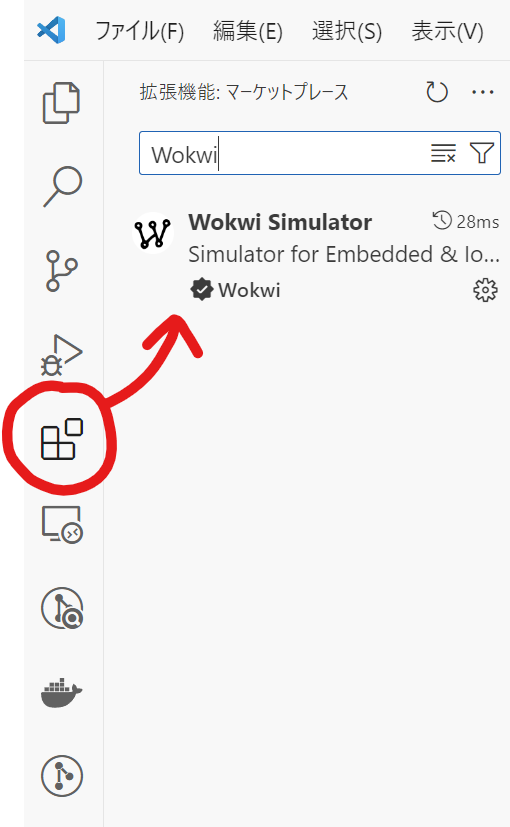 ファイル(F) 編集(E) 選択(S) 表示(V)
拡張機能: マーケットプレース
Wokwi
Wokwi Simulator 28ms
Simulator for Embedded & Io...
Wokwi